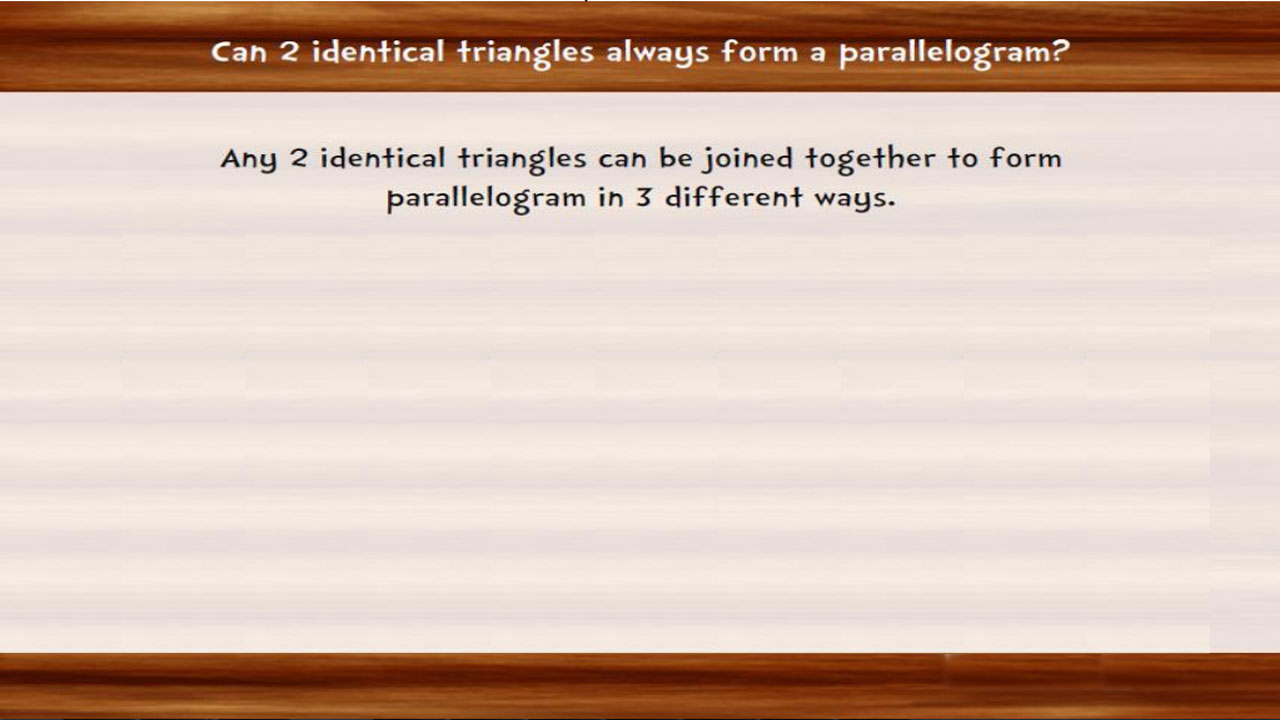 Can 2 identical triangles always form a parallelogram?
Any 2 identical triangles can be joined together to form
parallelogram in 3 different ways.